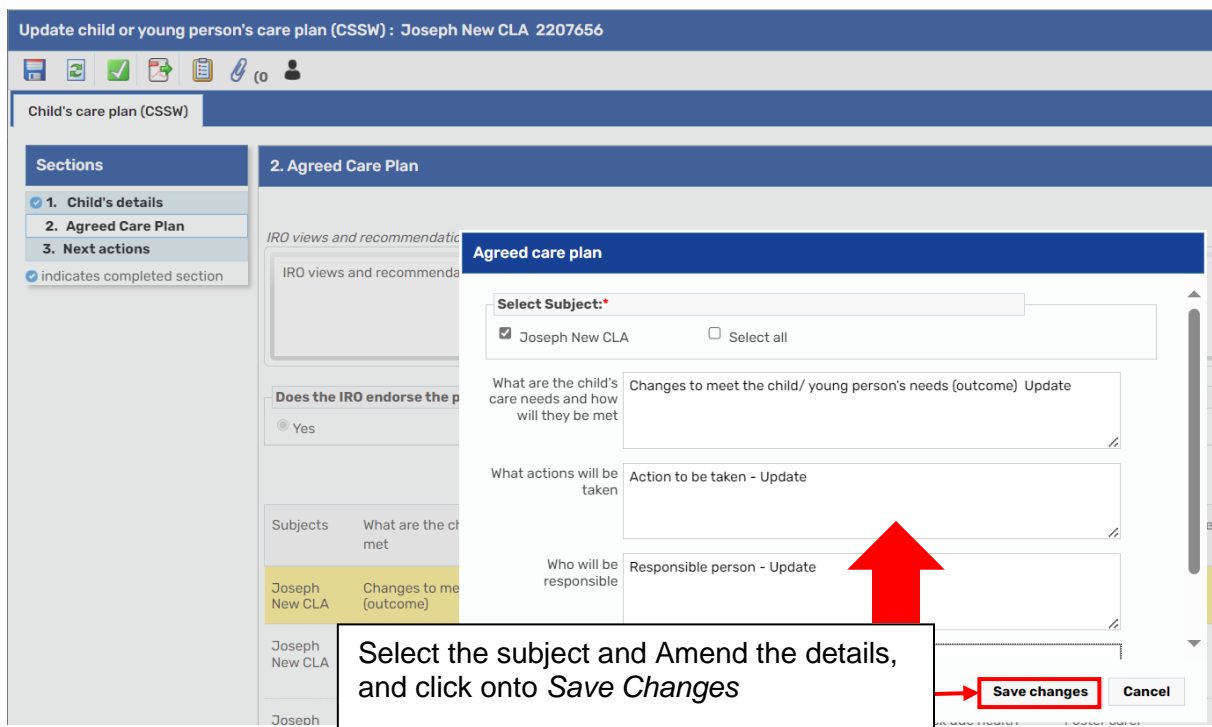 Update child or young person's care plan (CSSW) : Joseph New CLA 2207656
(0
Child's care plan (CSSW)
Sections
1. Child's details
2. Agreed Care Plan
3. Next actions
indicates completed section
2. Agreed Care Plan
IRO views and
IRO views and
Does the IRO endorse the
Yes
Subjects What are the
met
Joseph New CLA
Changes to
(outcome)
Joseph New CLA
Joseph
due health
Agreed care plan
Select Subject:*
Joseph New CLA
Select all
What are the child's care needs and how will they be met
Changes to meet the child/ young person's needs (outcome) Update
What actions will be taken
Action to be taken - Update
Who will be responsible
Responsible person - Update
Select the subject and Amend the details,
and click onto Save Changes
Save changes
Cancel